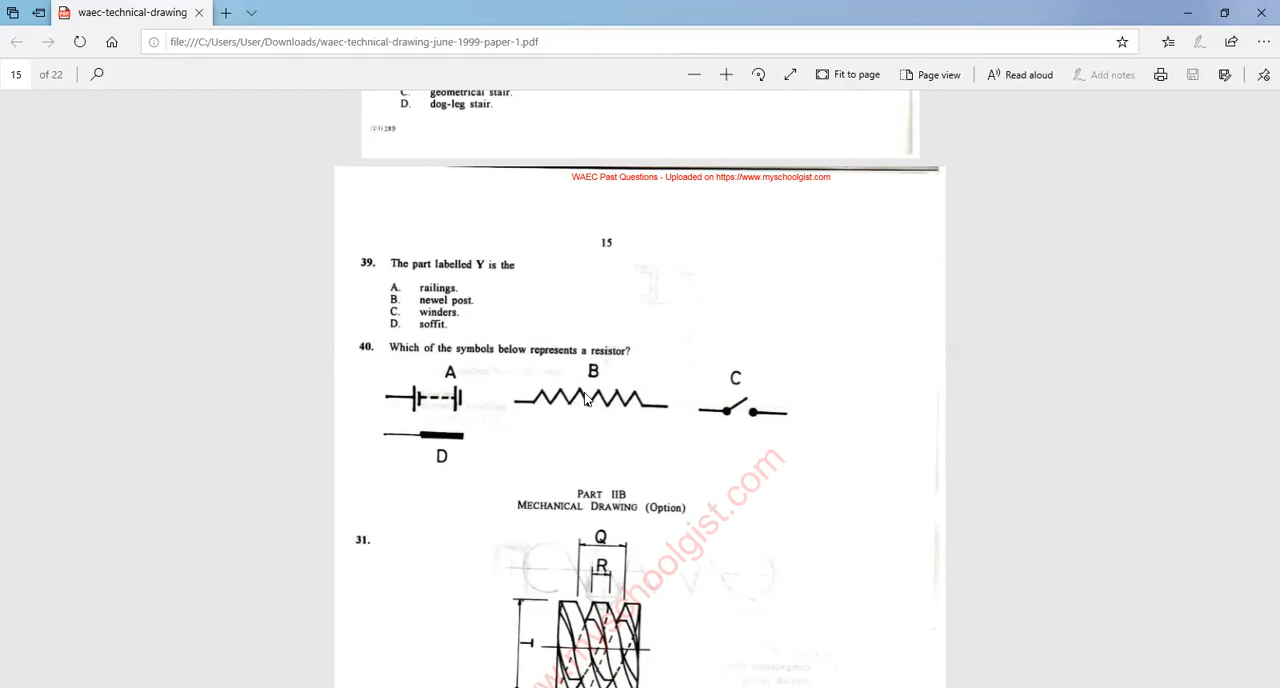 waec-technical-drawing
file:///C:/Users/User/Downloads/waec-technical-drawing-june-1999-paper-1.pdf
15 of 22
Fit to page
Page view
Read aloud
Add notes
C. geometrical stair.
D. dog-leg stair.
WAEC Past Questions - Uploaded on https://www.myschoolgist.com
15
39. The part labelled Y is the
A. railings.
B. newel post.
C. winders.
D. soffit.
40. Which of the symbols below represents a resistor?
A
B
C
D
PART IIB
MECHANICAL DRAWING (Option)
31.
Q
R
T
www.myschoolgist.com